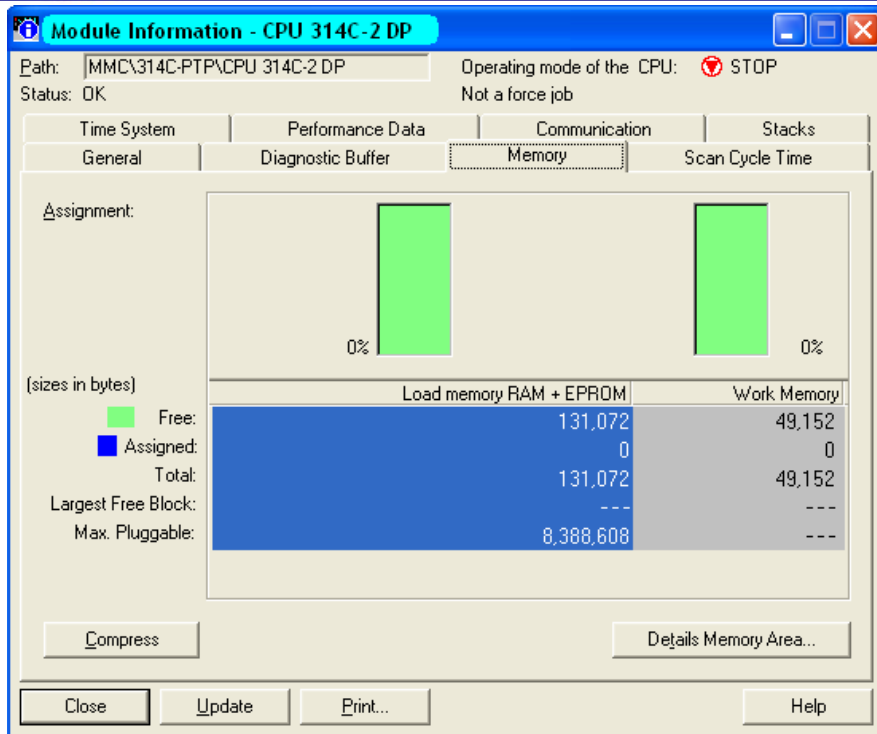 Module Information - CPU 314C-2 DP
Path: MMC\314C-PTP\CPU 314C-2 DP Operating mode of the CPU: STOP
Status: OK Not a force job
Time System Performance Data Communication Stacks
General Diagnostic Buffer Memory Scan Cycle Time
Assignment:
0% 0%
(sizes in bytes)
Load memory RAM + EPROM Work Memory
Free: 131,072 49,152
Assigned: 0 0
Total: 131,072 49,152
Largest Free Block: --- ---
Max. Pluggable: 8,388,608 ---
Compress Details Memory Area...
Close Update Print... Help